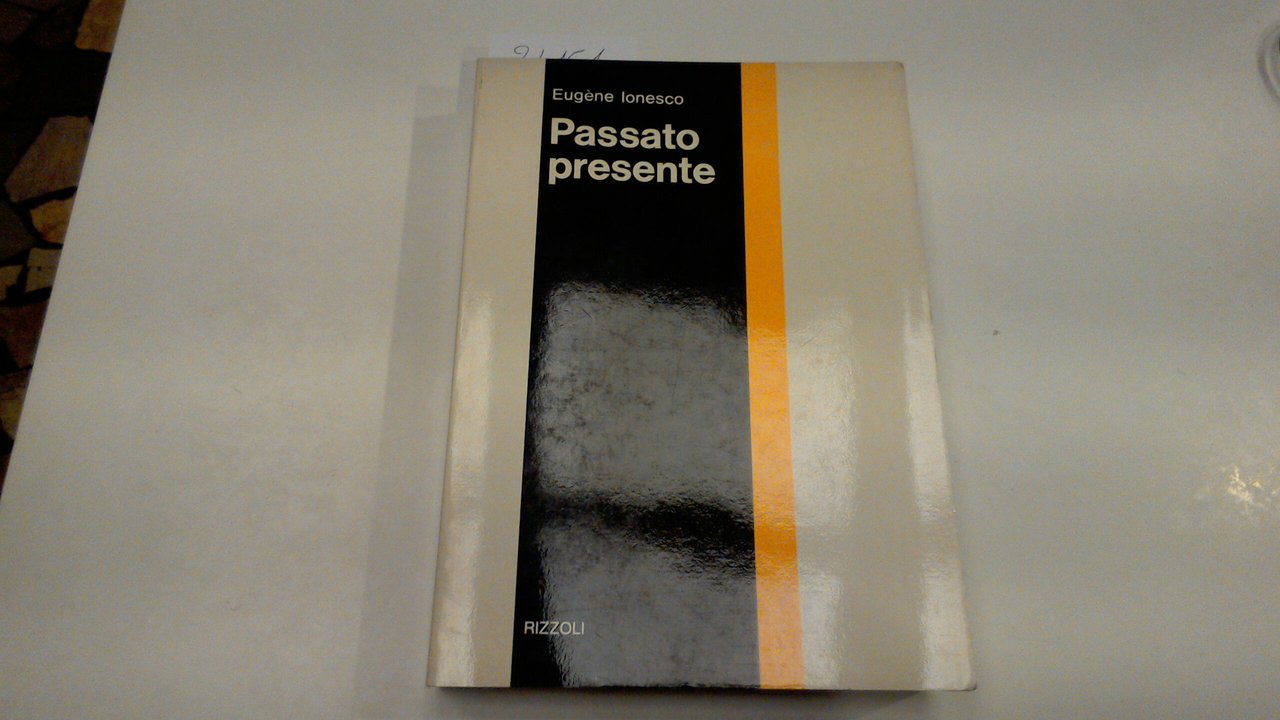 Eugène Ionesco
Passato
presente
RIZZOLI